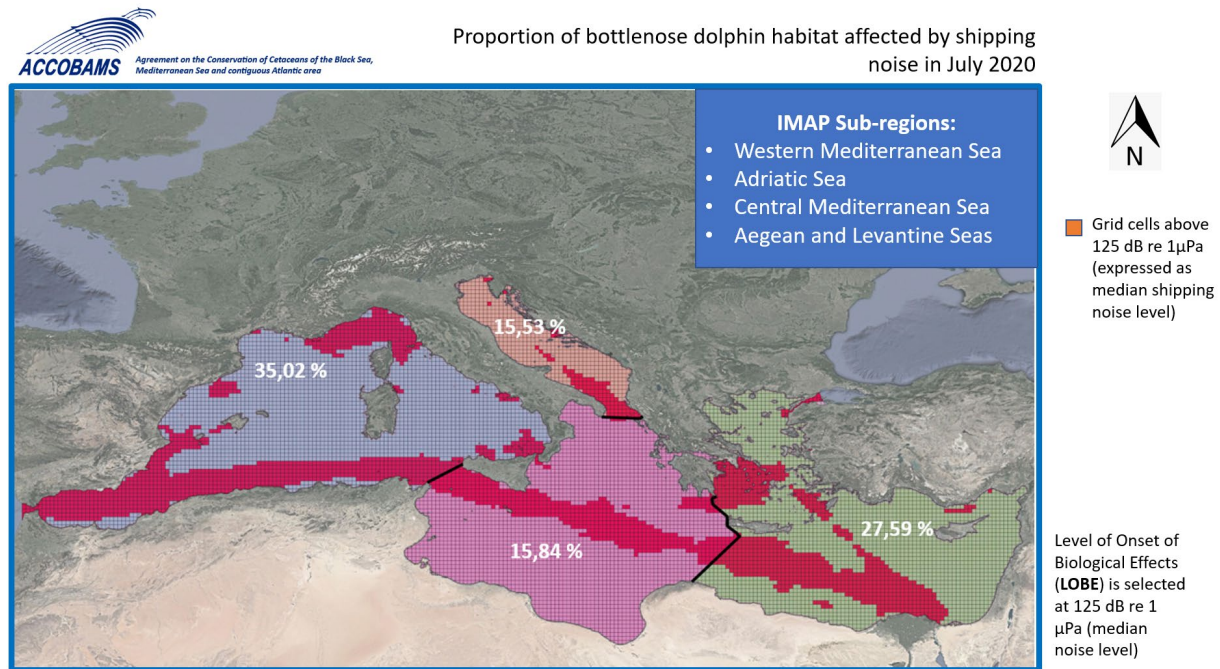 ACCOBAMS
Agreement on the Conservation of Cetaceans of the Black Sea,
Mediterranean Sea and contiguous Atlantic area
Proportion of bottlenose dolphin habitat affected by shipping
noise in July 2020
IMAP Sub-regions:
• Western Mediterranean Sea
• Adriatic Sea
• Central Mediterranean Sea
• Aegean and Levantine Seas
N
Grid cells above
125 dB re 1µPa
(expressed as
median shipping
noise level)
15,53 %
35,02 %
27,59 %
15,84 %
Level of Onset of
Biological Effects
(LOBE) is selected
at 125 dB re 1
µPa (median
noise level)